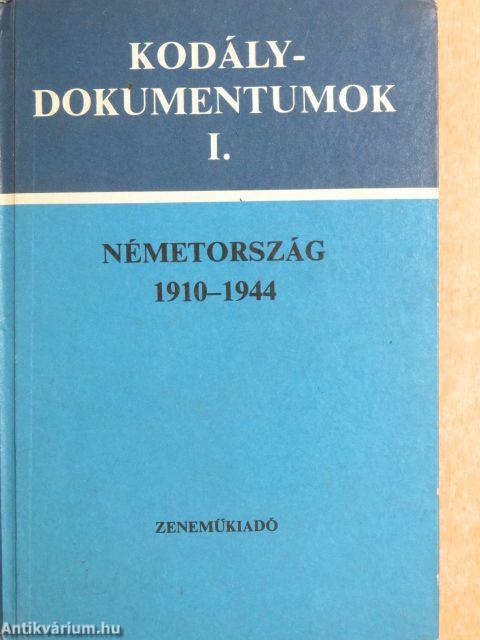 KODÁLY-
DOKUMENTUMOK
I.
NÉMETORSZÁG
1910–1944
ZENEMŰKIADÓ
Antikvárium.hu